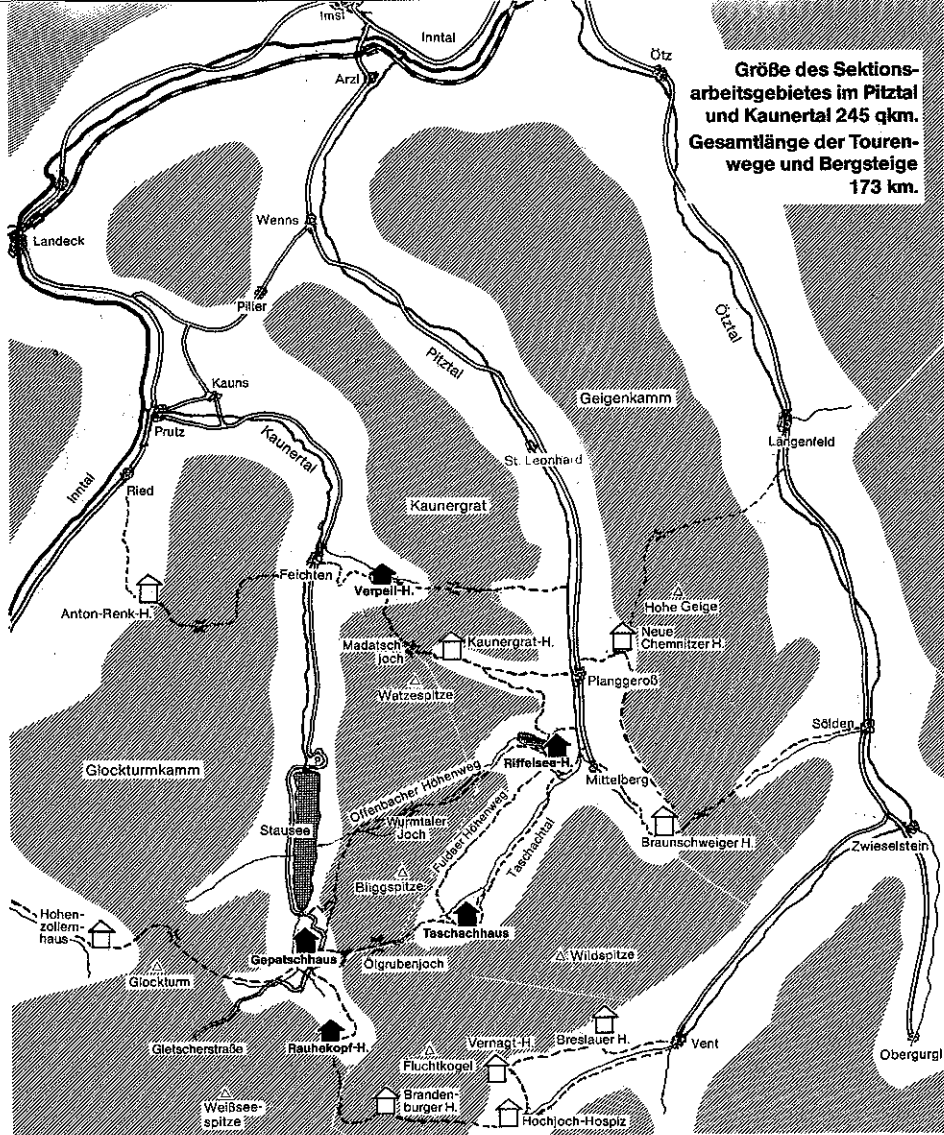 Imst
Inntal
Ötz
Arzl
Größe des Sektions-
arbeitsgebietes im Pitztal
und Kaunertal 245 qkm.
Gesamtlänge der Touren-
wege und Bergsteige
173 km.
Wenns
Landeck
Piller
Ötztal
Pitztal
Kauns
Geigenkamm
Prutz
Kaunertal
Längenfeld
St. Leonhard
Inntal
Ried
Kaunergrat
Feichten
Verpeil-H.
Anton-Renk-H.
Hohe Geige
Neue
Chemnitzer H.
Madatsch
joch
Kaunergrat-H.
Planggeroß
Watzespitze
Sölden
Riffelsee-H.
Glockturmkamm
Mittelberg
Offenbacher Höhenweg
Stausee
Wurmtaler
Joch
Fuldaer Höhenweg
Taschachtal
Braunschweiger H.
Zwieselstein
Bliggspitze
Hohen-
zollern-
haus
Taschachhaus
Gepatschhaus
Ölgrubenjoch
Wildspitze
Glockturm
Gletscherstraße
Rauhekopf-H.
Vernagt-H.
Breslauer H.
Vent
Obergurgl
Fluchtkogel
Weißsee-
spitze
Branden-
burger H.
Hochjoch-Hospiz